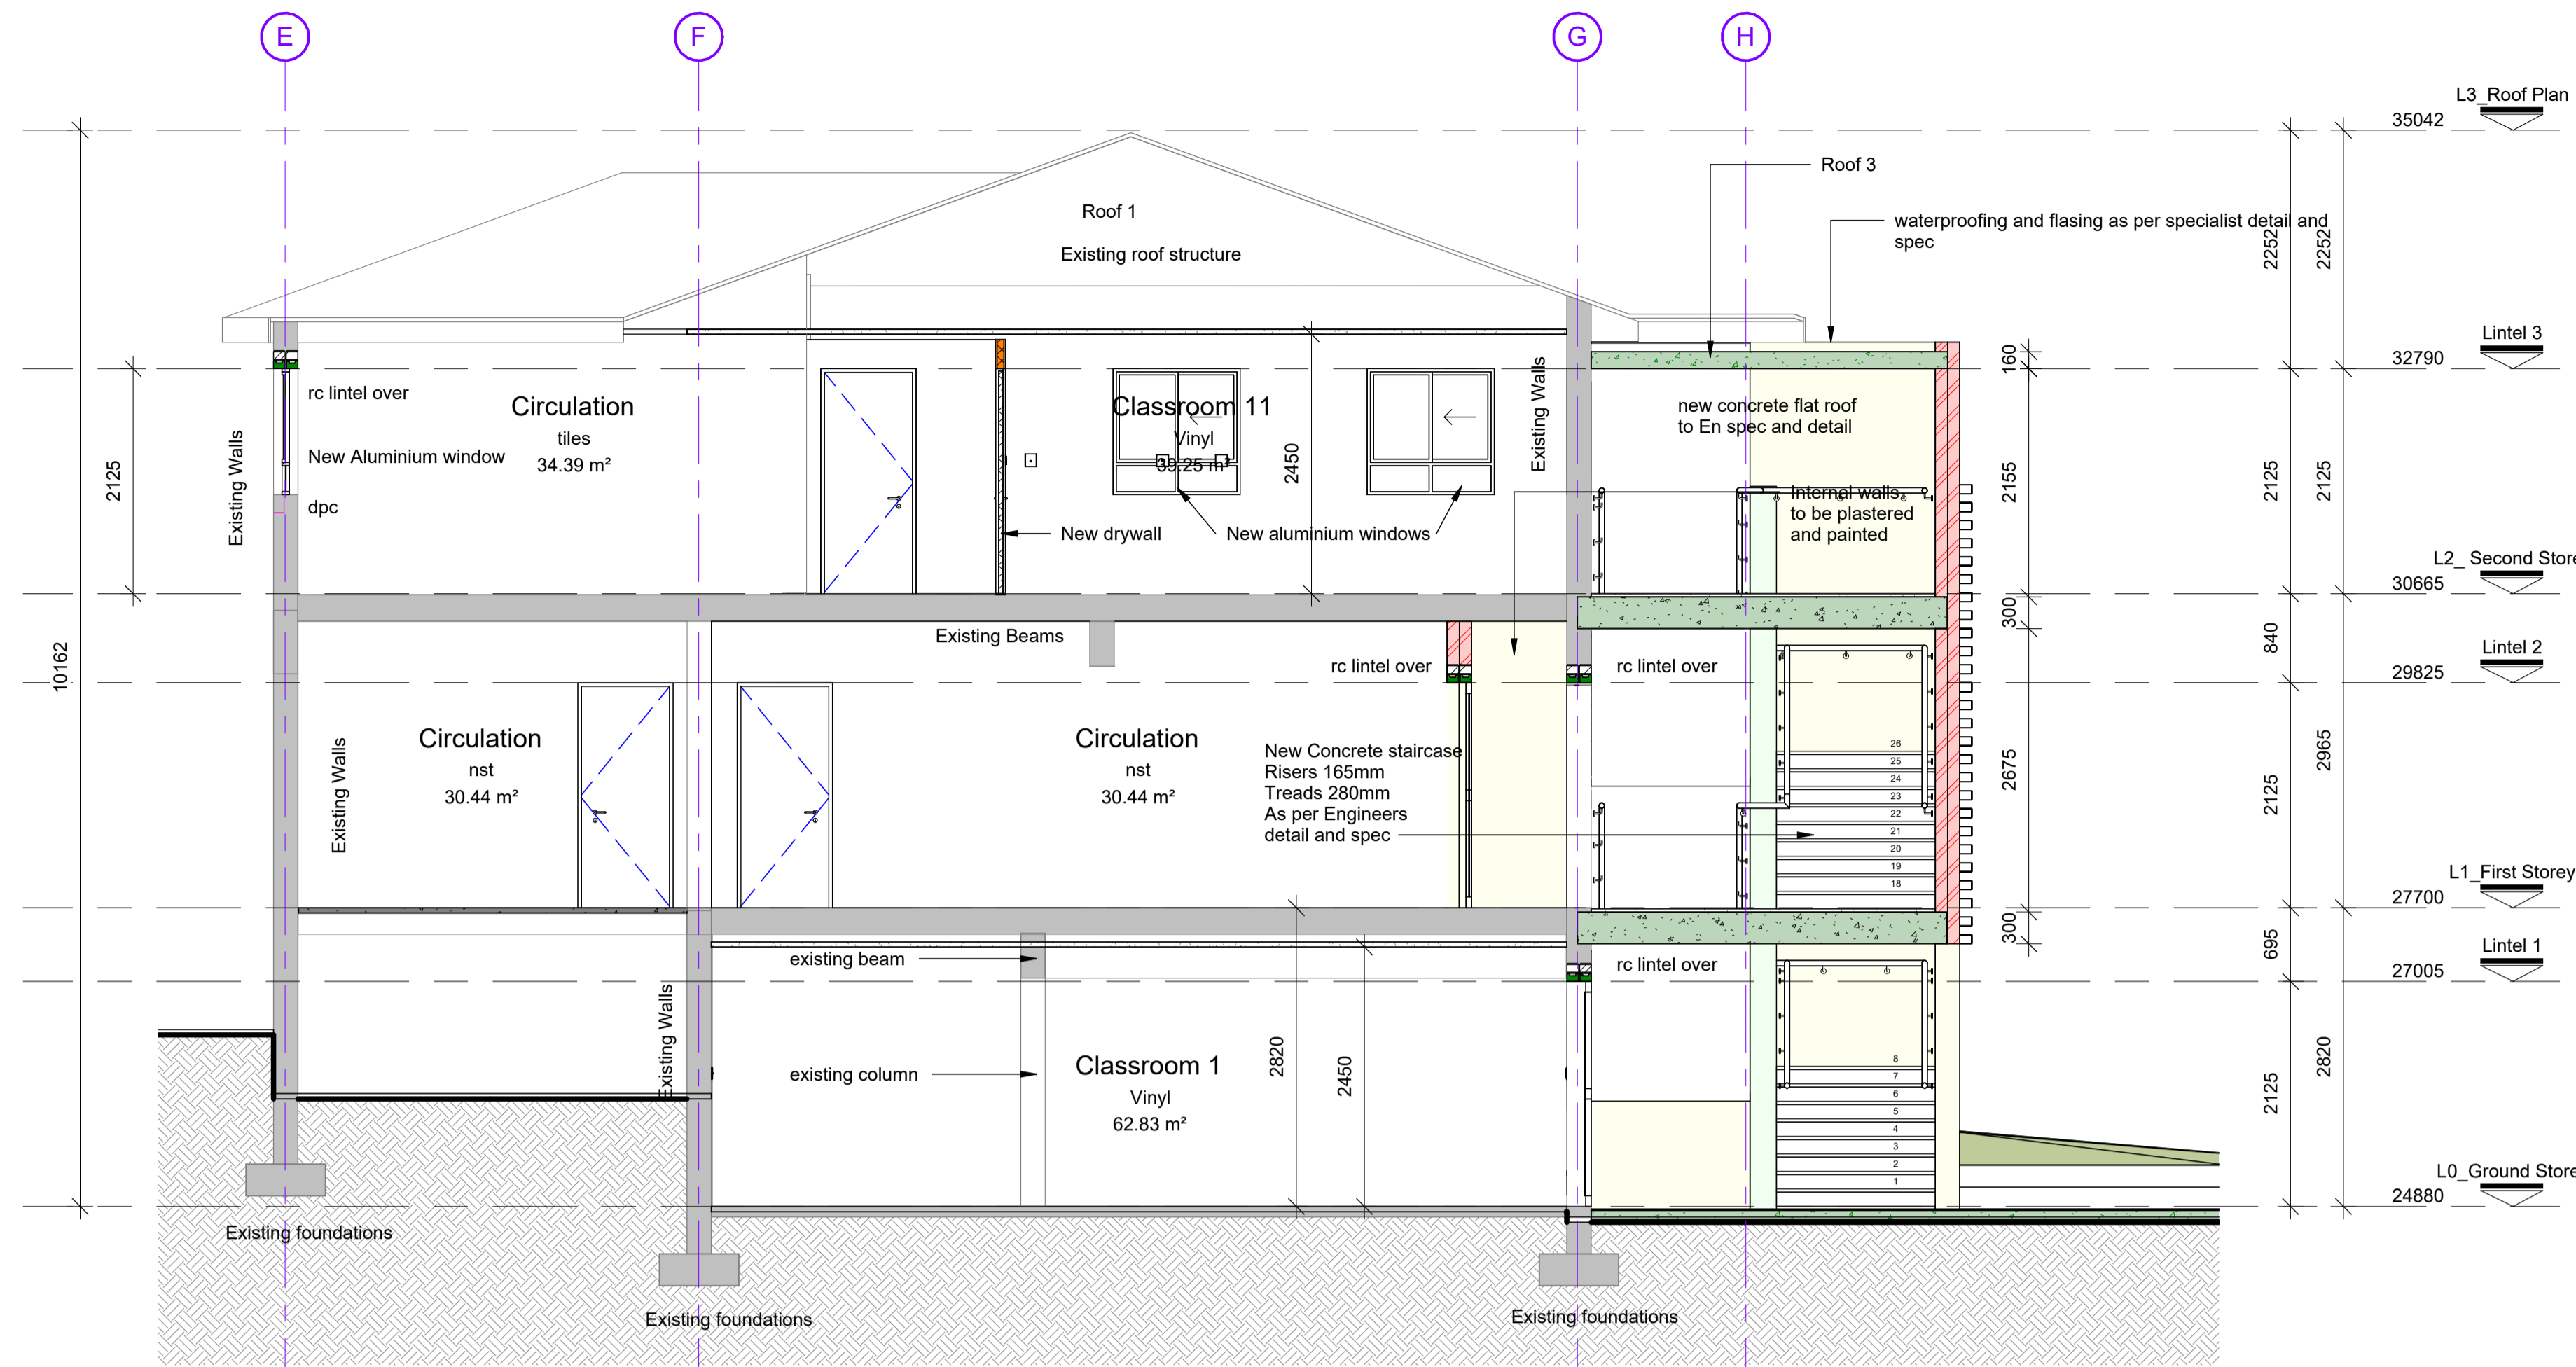 E
F
G
H
L3_Roof Plan
35042
Roof 3
Roof 1
Existing roof structure
waterproofing and flasing as per specialist detail and
spec
2252
2252
Lintel 3
32790
160
rc lintel over
Circulation
tiles
34.39 m²
New Aluminium window
dpc
Existing Walls
2125
Classroom 11
Vinyl
39.25 m²
2450
Existing Walls
New drywall
New aluminium windows
new concrete flat roof
to En spec and detail
Internal walls
to be plastered
and painted
2155
2125
2125
L2_ Second Store
30665
300
840
Existing Beams
rc lintel over
rc lintel over
Lintel 2
29825
10162
Circulation
nst
30.44 m²
Existing Walls
Circulation
nst
30.44 m²
New Concrete staircase
Risers 165mm
Treads 280mm
As per Engineers
detail and spec
26
25
24
23
22
21
20
19
18
2675
2125
2965
L1_First Storey
27700
300
695
existing beam
rc lintel over
Lintel 1
27005
Existing Walls
existing column
Classroom 1
Vinyl
62.83 m²
2820
2450
8
7
6
5
4
3
2
1
2125
2820
L0_Ground Store
24880
Existing foundations
Existing foundations
Existing foundations